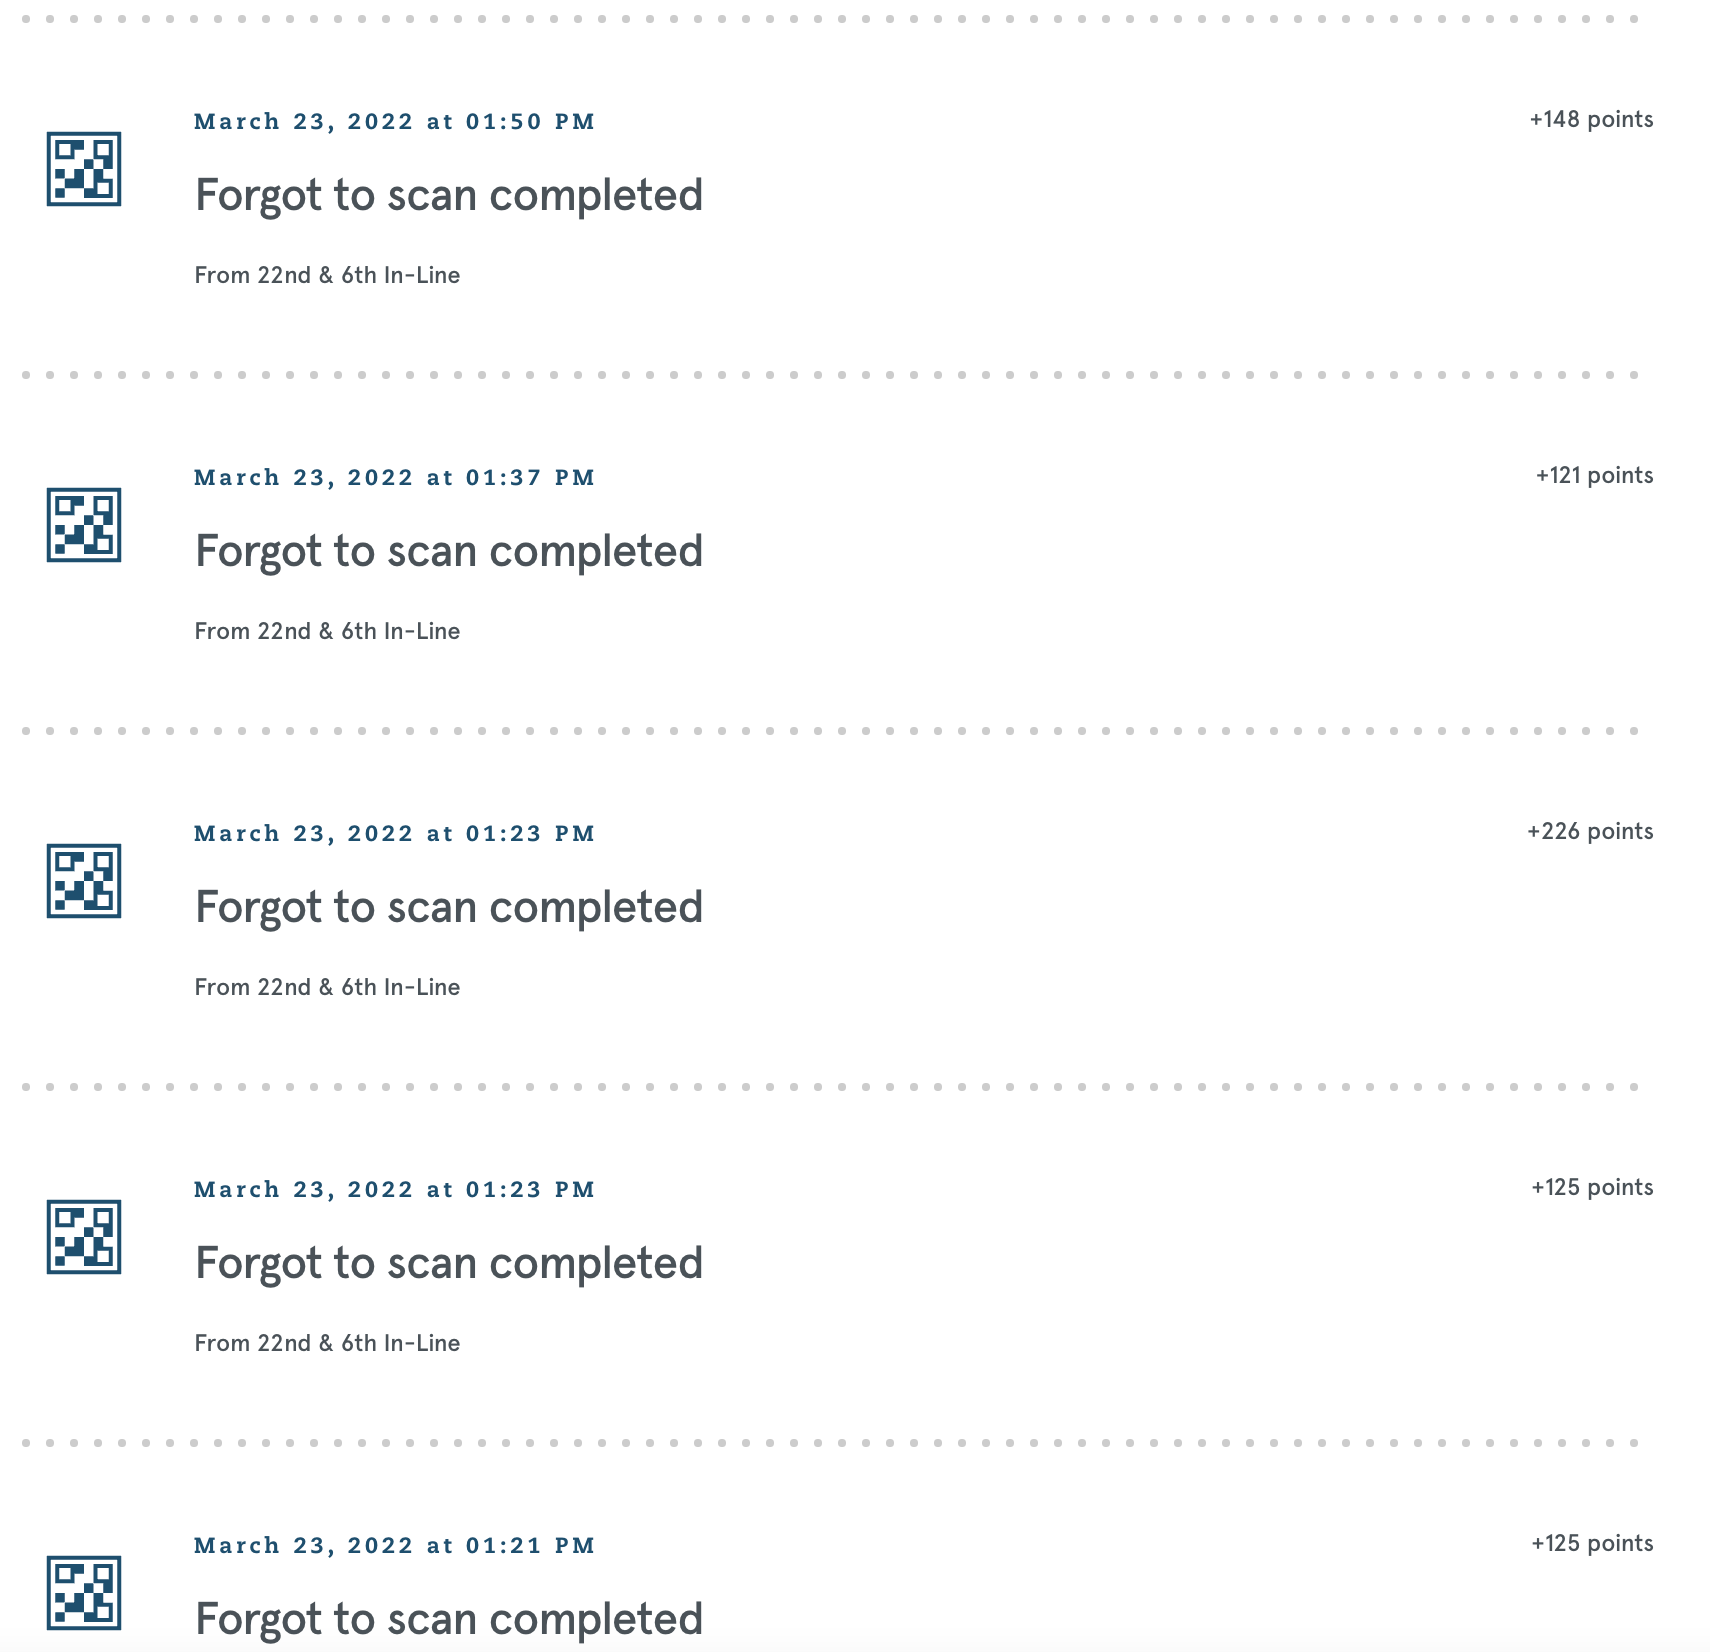 March 23, 2022 at 01:50 PM
+148 points
Forgot to scan completed
From 22nd & 6th In-Line
March 23, 2022 at 01:37 PM
+121 points
Forgot to scan completed
From 22nd & 6th In-Line
March 23, 2022 at 01:23 PM
+226 points
Forgot to scan completed
From 22nd & 6th In-Line
March 23, 2022 at 01:23 PM
+125 points
Forgot to scan completed
From 22nd & 6th In-Line
March 23, 2022 at 01:21 PM
+125 points
Forgot to scan completed